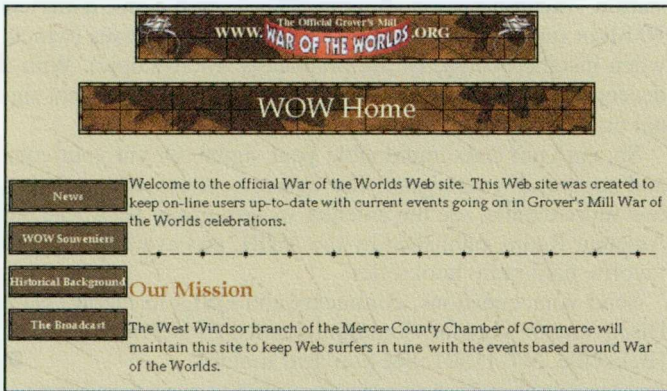 The Official Grover's Mill
WWW. WAR OF THE WORLDS .ORG
WOW Home
News
WOW Souveniers
Historical Background
The Broadcast
Welcome to the official War of the Worlds Web site. This Web site was created to
keep on-line users up-to-date with current events going on in Grover's Mill War of
the Worlds celebrations.
Our Mission
The West Windsor branch of the Mercer County Chamber of Commerce will
maintain this site to keep Web surfers in tune with the events based around War
of the Worlds.